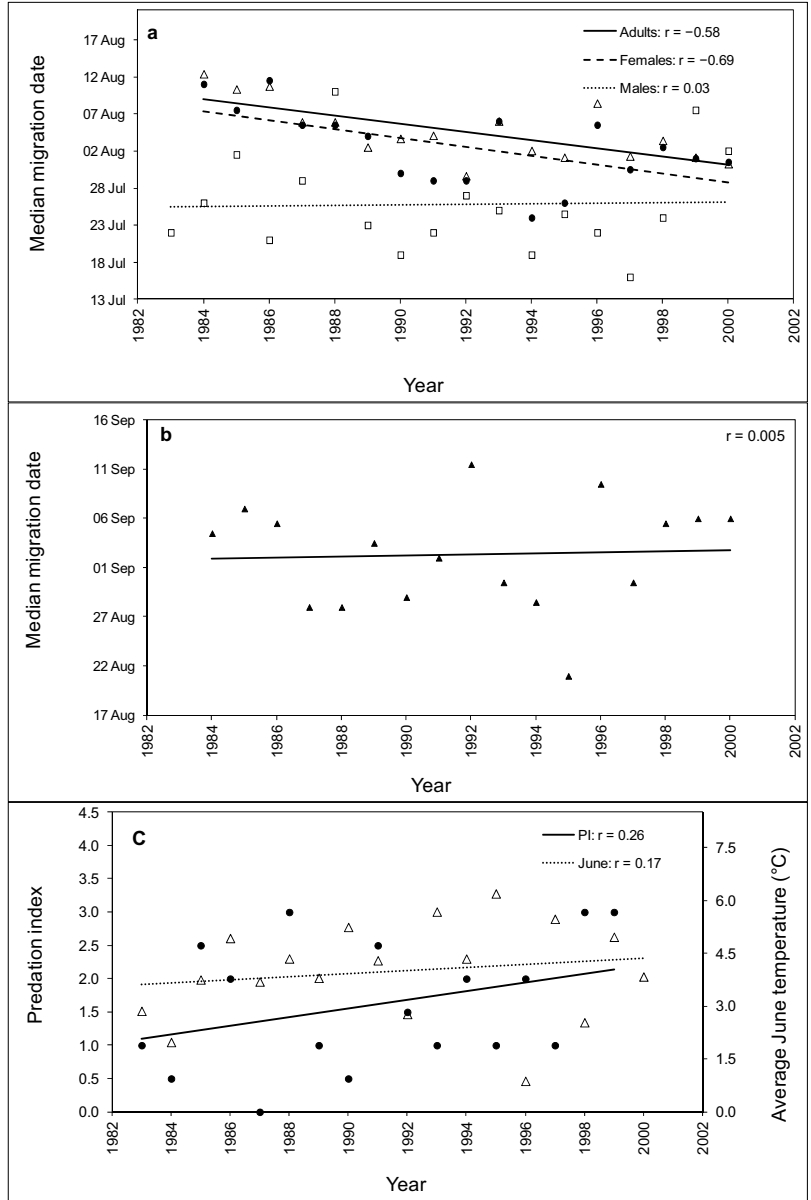 a
Adults: r = −0.58
Females: r = −0.69
Males: r = 0.03
Median migration date
17 Aug
12 Aug
07 Aug
02 Aug
28 Jul
23 Jul
18 Jul
13 Jul
1982 1984 1986 1988 1990 1992 1994 1996 1998 2000 2002
Year
b
r = 0.005
Median migration date
16 Sep
11 Sep
06 Sep
01 Sep
27 Aug
22 Aug
17 Aug
1982 1984 1986 1988 1990 1992 1994 1996 1998 2000 2002
Year
C
PI: r = 0.26
June: r = 0.17
Predation index
4.5
4.0
3.5
3.0
2.5
2.0
1.5
1.0
0.5
0.0
Average June temperature (°C)
7.5
6.0
4.5
3.0
1.5
0.0
1982 1984 1986 1988 1990 1992 1994 1996 1998 2000 2002
Year